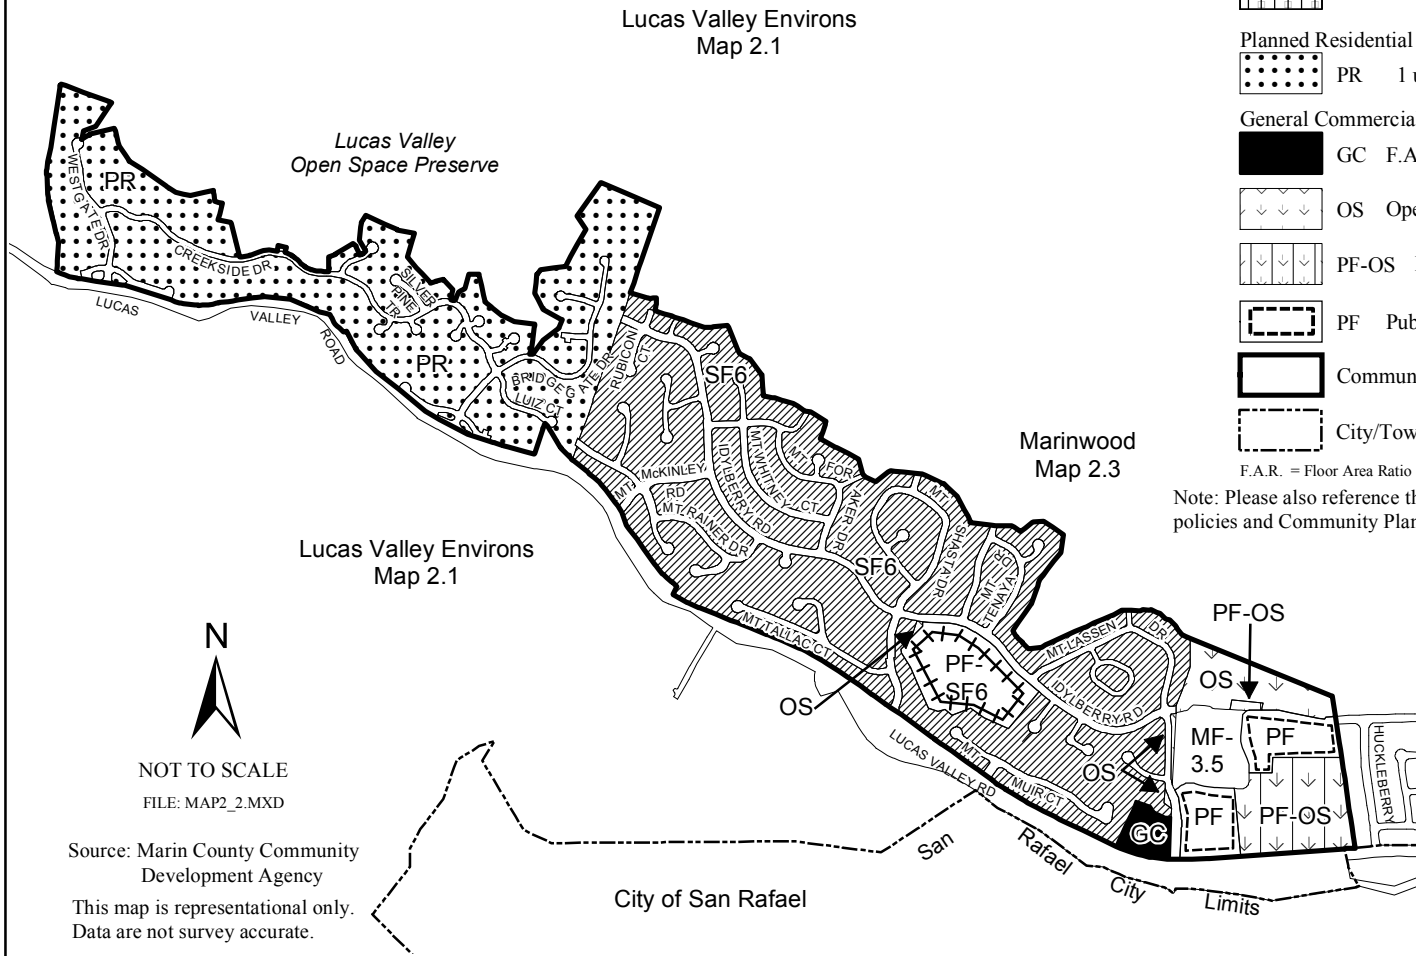 Lucas Valley Environs
Map 2.1
Planned Residential
PR 1
General Commercia
GC F.A
OS Ope
PF-OS
PF Pub
Commun
City/Tow
F.A.R. = Floor Area Ratio
Note: Please also reference th
policies and Community Plan
Lucas Valley
Open Space Preserve
PR
WESTGATE DR
CREEKSIDE DR
SILVER
PINE
TR
LUCAS
VALLEY
ROAD
PR
BRIDGEGATE DR
LUIZ CT
RUBICON
CT
SF6
Marinwood
Map 2.3
MT WHITNEY
CT
MT FOR
AKER DR
IDYLBERRY RD
MT McKINLEY
RD
MT RAINER DR
MT SHASTA DR
SF6
MT
TENAYA
DR
Lucas Valley Environs
Map 2.1
MT TALLAC CT
MT LASSEN
DR
PF-OS
OS
PF-
SF6
OS
IDYLBERRY RD
N
MF-
3.5
PF
HUCKLEBERRY
OS
LUCAS VALLEY RD
MT
MUIR CT
NOT TO SCALE
FILE: MAP2_2.MXD
GC
PF
PF-OS
San
Rafael
City
Limits
Source: Marin County Community
Development Agency
City of San Rafael
This map is representational only.
Data are not survey accurate.